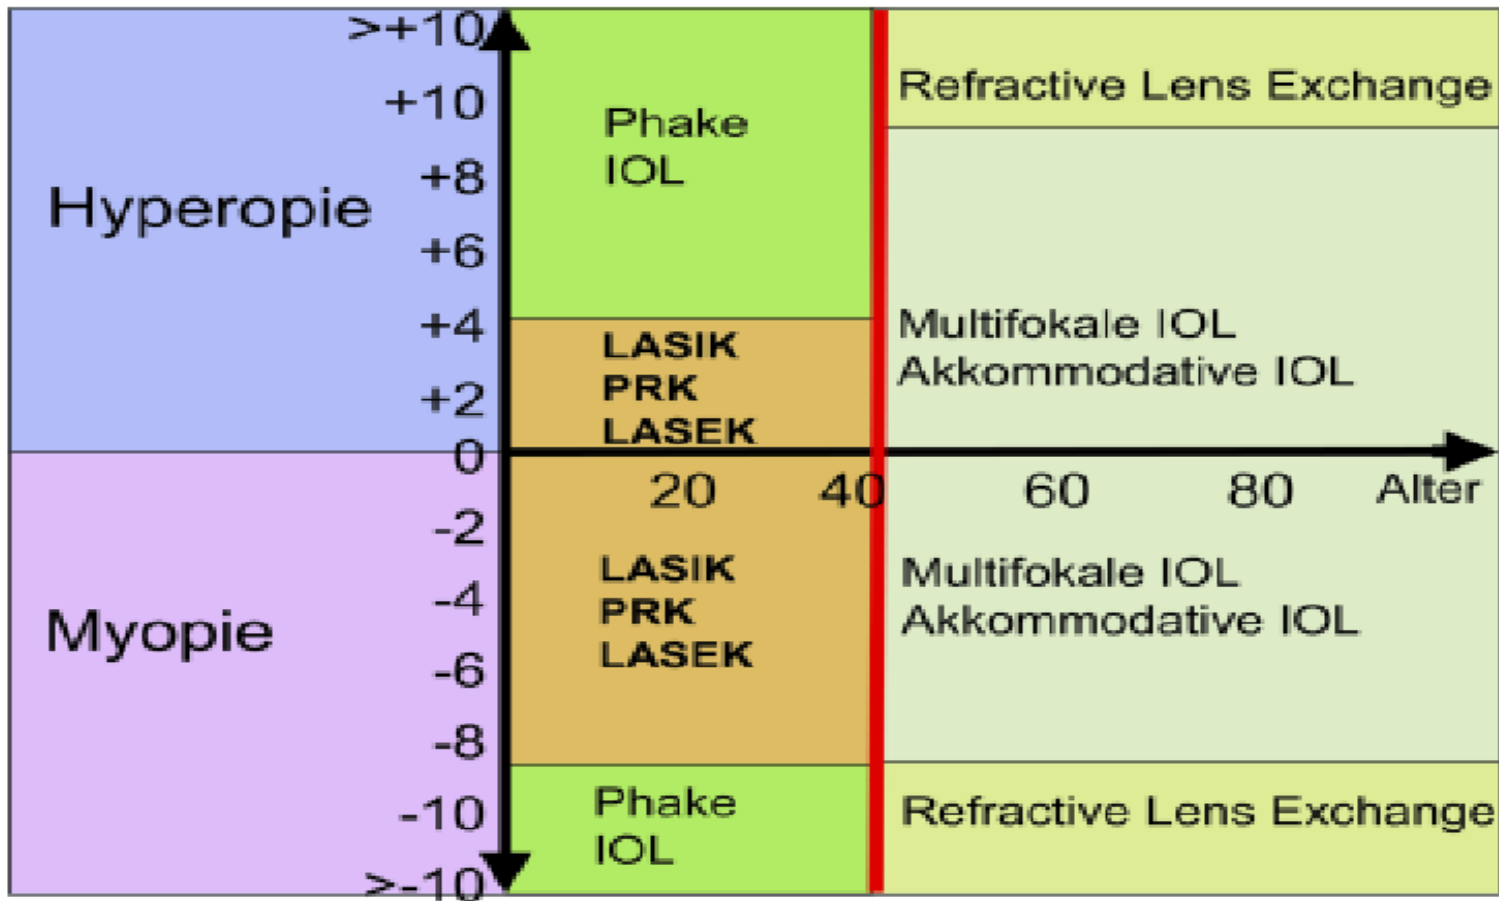 >+10
+10
+8
+6
+4
+2
0
-2
-4
-6
-8
-10
>-10
Hyperopie
Myopie
Phake
IOL
LASIK
PRK
LASEK
Refractive Lens Exchange
Multifokale IOL
Akkommodative IOL
20 40 60 80 Alter
LASIK
PRK
LASEK
Multifokale IOL
Akkommodative IOL
Phake
IOL
Refractive Lens Exchange